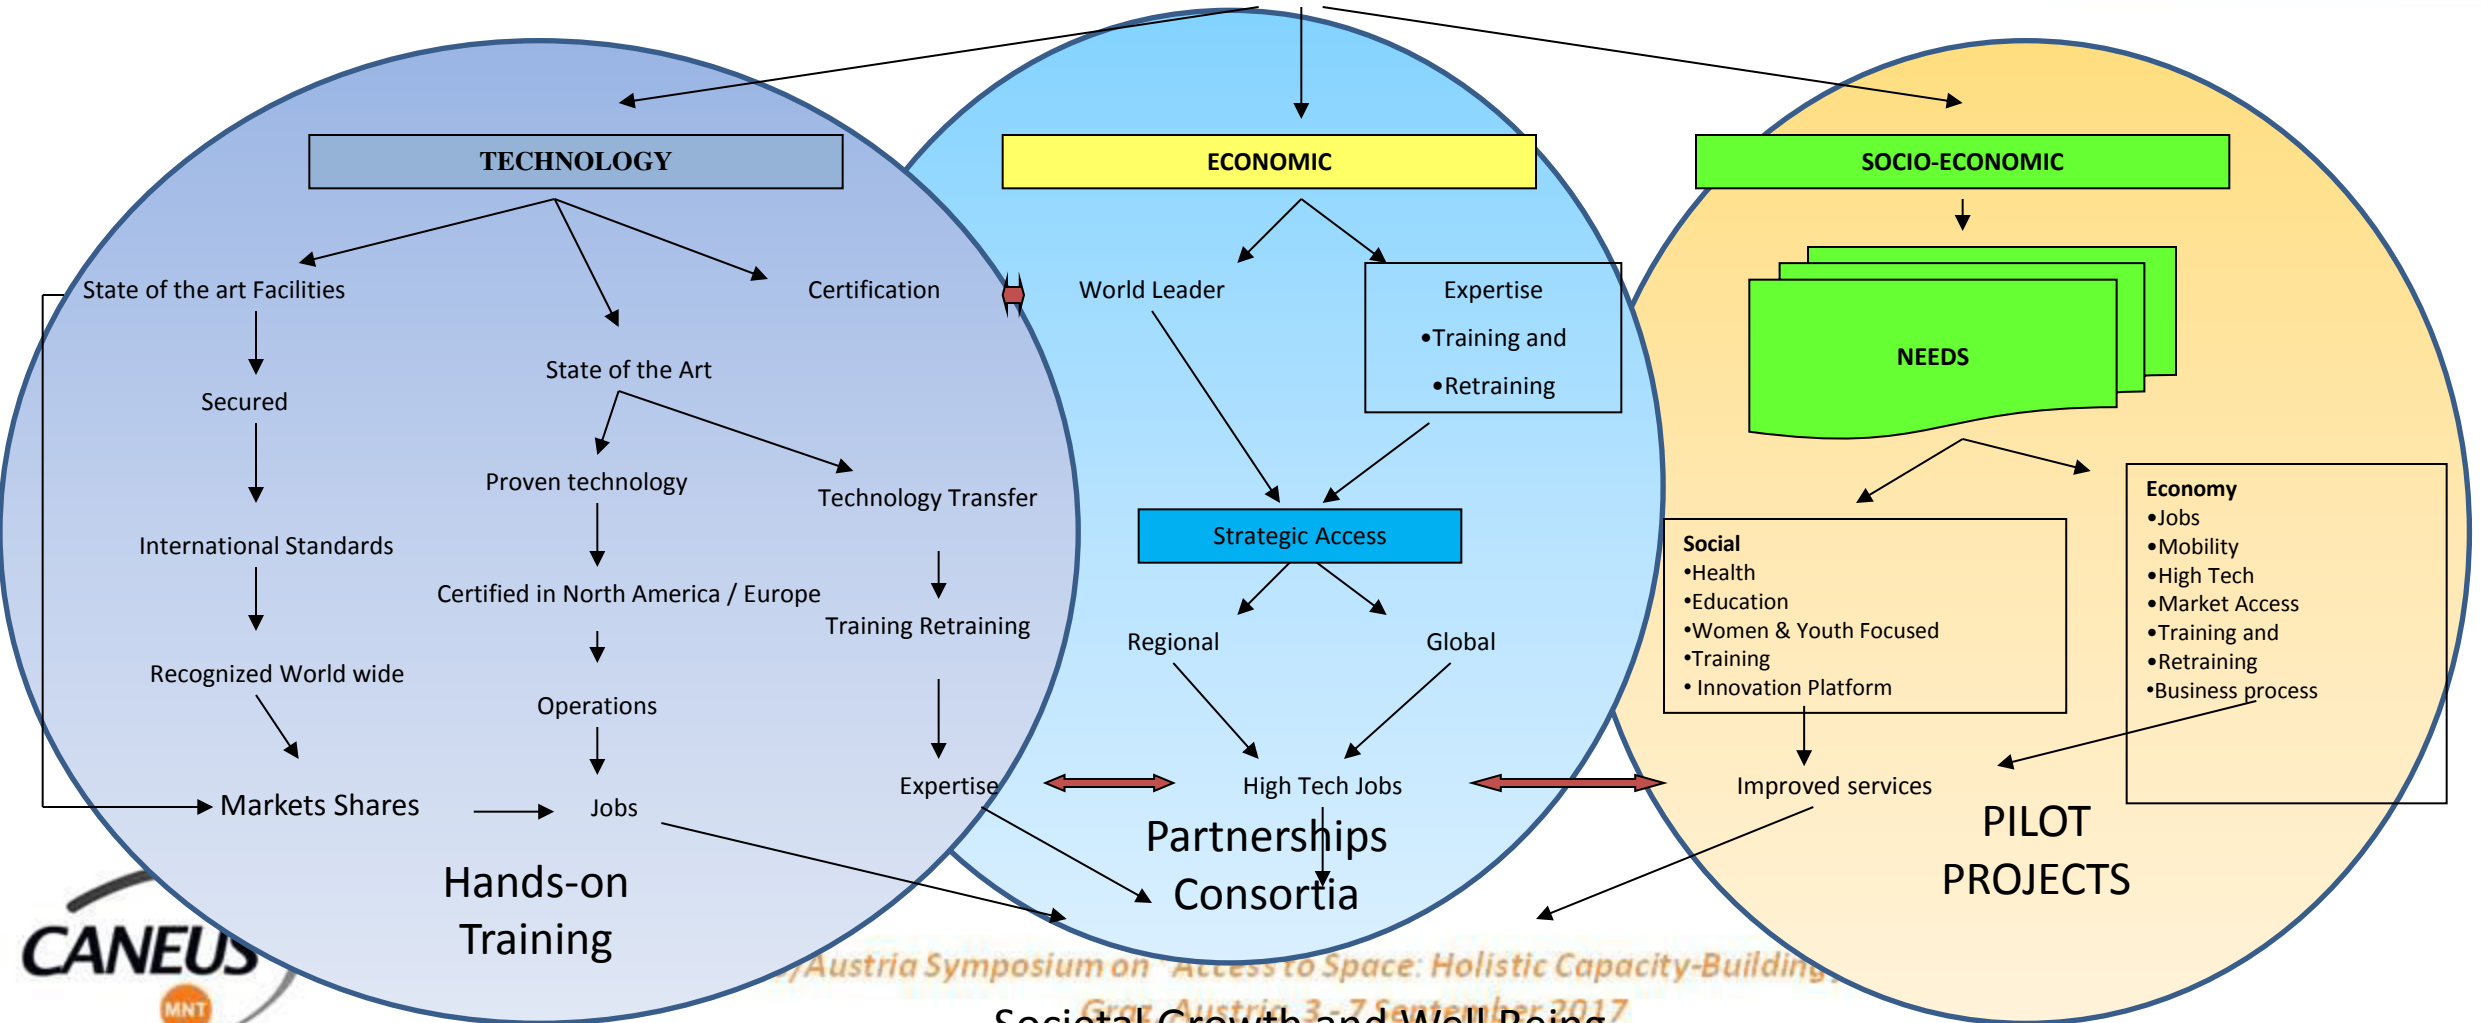 TECHNOLOGY
State of the art Facilities
Certification
State of the Art
Secured
Proven technology
Technology Transfer
International Standards
Certified in North America / Europe
Training Retraining
Recognized World wide
Operations
Expertise
Markets Shares
Jobs
Hands-on
Training
ECONOMIC
World Leader
Expertise
•Training and
•Retraining
Strategic Access
Regional
Global
High Tech Jobs
Partnerships
Consortia
SOCIO-ECONOMIC
NEEDS
Social
•Health
•Education
•Women & Youth Focused
•Training
• Innovation Platform
Economy
•Jobs
•Mobility
•High Tech
•Market Access
•Training and
•Retraining
•Business process
Improved services
PILOT
PROJECTS
CANEUS
MNT
/Austria Symposium on "Access to Space: Holistic Capacity-Building
Graz, Austria, 3 - 7 September 2017
Societal Growth and Well Being